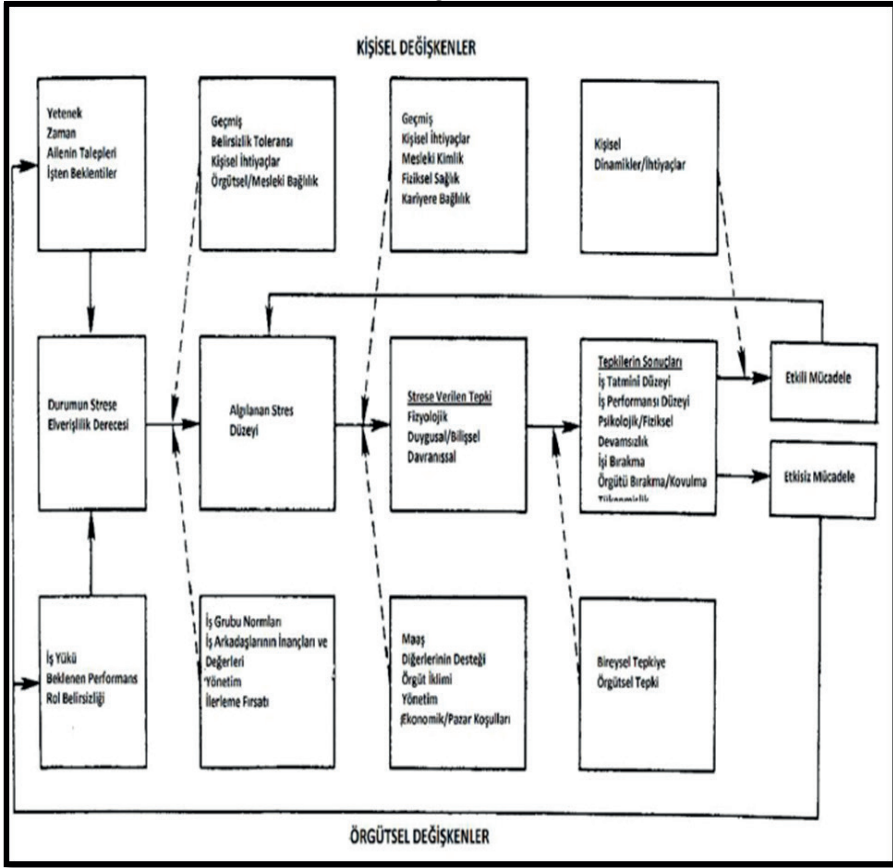 KİŞİSEL DEĞİŞKENLER
Yetenek
Zaman
Ailenin Talepleri
İşten Beklentiler
Geçmiş
Belirsizlik Toleransı
Kişisel İhtiyaçlar
Örgütsel/Mesleki Bağlılık
Geçmiş
Kişisel İhtiyaçlar
Mesleki Kimlik
Fiziksel Sağlık
Kariyere Bağlılık
Kişisel
Dinamikler/İhtiyaçlar
Durumun Strese
Elverişlilik Derecesi
Algılanan Stres
Düzeyi
Strese Verilen Tepki
Fizyolojik
Duygusal/Bilişsel
Davranışsal
Tepkilerin Sonuçları
İş Tatmini Düzeyi
İş Performansı Düzeyi
Psikolojik/Fiziksel
Devamsızlık
İşi Bırakma
Örgütü Bırakma/Kovulma
Tükenmişlik
Etkili Mücadele
Etkisiz Mücadele
İş Yükü
Beklenen Performans
Rol Belirsizliği
İş Grubu Normları
İş Arkadaşlarının İnançları ve
Değerleri
Yönetim
İlerleme Fırsatı
Maaş
Diğerlerinin Desteği
Örgüt İklimi
Yönetim
Ekonomik/Pazar Koşulları
Bireysel Tepkiye
Örgütsel Tepki
ÖRGÜTSEL DEĞİŞKENLER